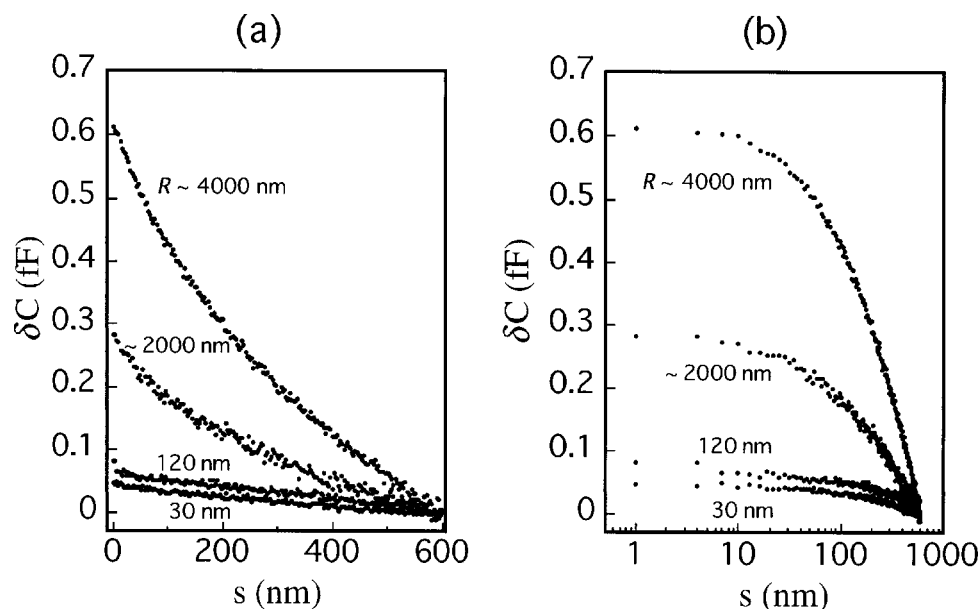 (a)
0.7
0.6
0.5
0.4
0.3
0.2
0.1
0
δC (fF)
R ~ 4000 nm
~ 2000 nm
120 nm
30 nm
0 200 400 600
s (nm)
(b)
0.7
0.6
0.5
0.4
0.3
0.2
0.1
0
δC (fF)
R ~ 4000 nm
~ 2000 nm
120 nm
30 nm
1 10 100 1000
s (nm)